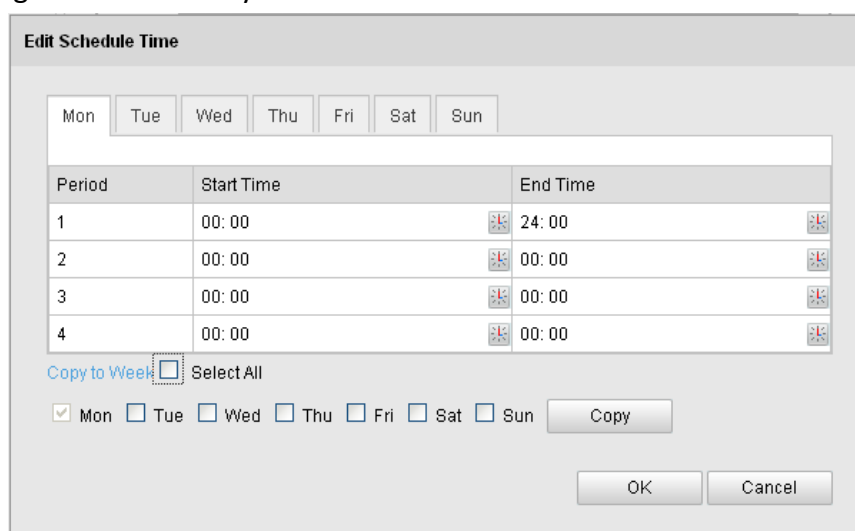 Edit Schedule Time
Mon Tue Wed Thu Fri Sat Sun
Period Start Time End Time
1 00: 00 24: 00
2 00: 00 00: 00
3 00: 00 00: 00
4 00: 00 00: 00
Copy to Week Select All
Mon Tue Wed Thu Fri Sat Sun Copy
OK Cancel